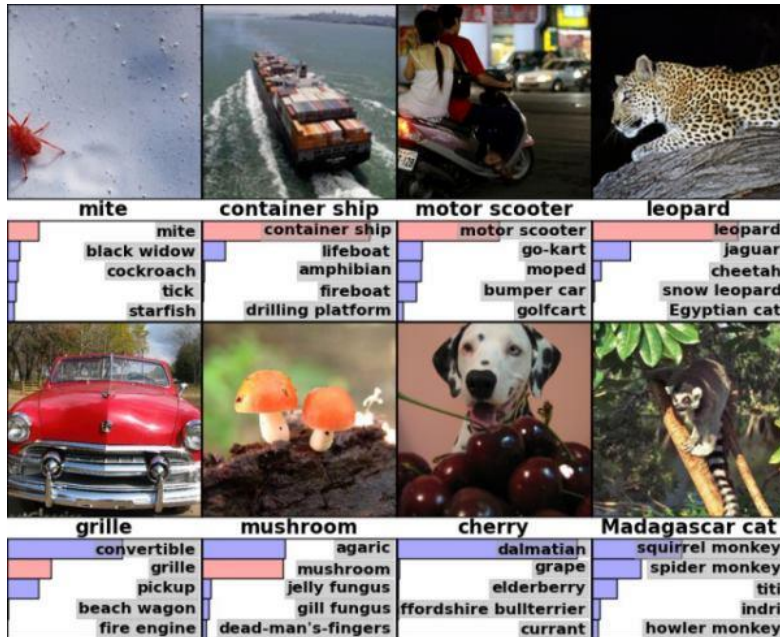 mite
container ship
motor scooter
leopard
mite
black widow
cockroach
tick
starfish
container ship
lifeboat
amphibian
fireboat
drilling platform
motor scooter
go-kart
moped
bumper car
golfcart
leopard
jaguar
cheetah
snow leopard
Egyptian cat
grille
mushroom
cherry
Madagascar cat
convertible
grille
pickup
beach wagon
fire engine
agaric
mushroom
jelly fungus
gill fungus
dead-man's-fingers
dalmatian
grape
elderberry
ffordshire bullterrier
currant
squirrel monkey
spider monkey
titi
indri
howler monkey